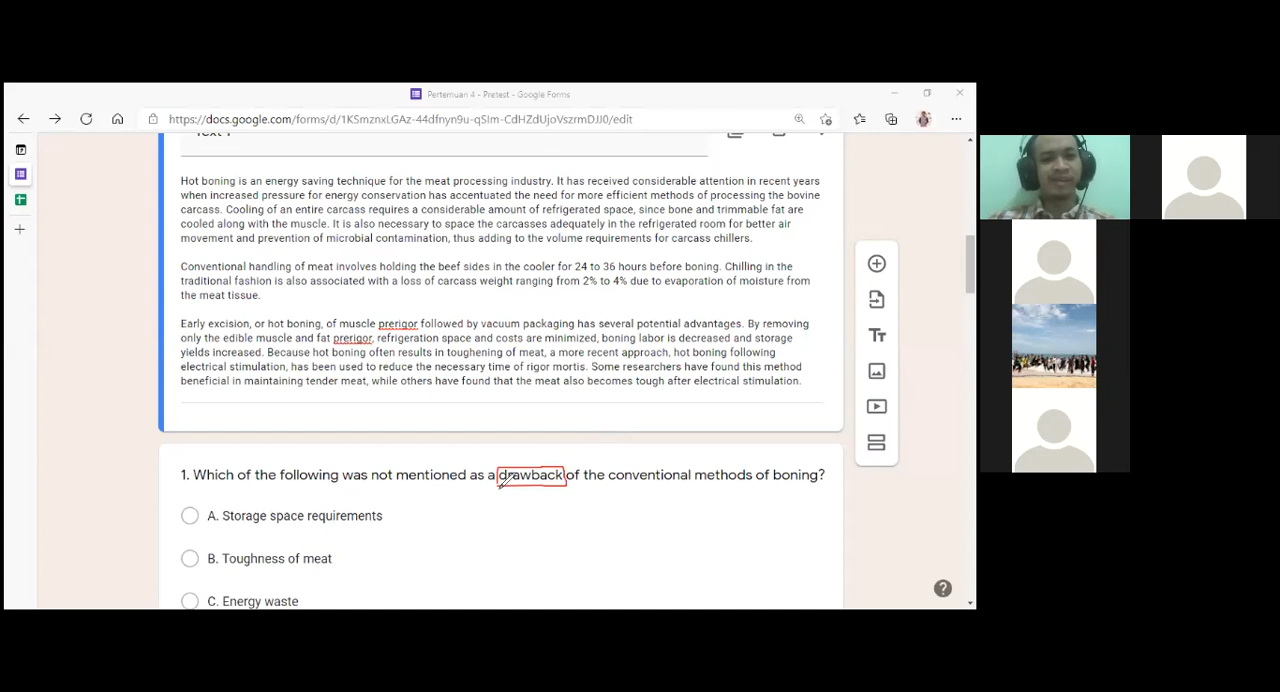 Pertemuan 4 - Pretest - Google Forms
https://docs.google.com/forms/d/1KSmznxLGAz-44dfnyn9u-qSIm-CdHZdUjoVszrmDJJ0/edit
Text 1
Hot boning is an energy saving technique for the meat processing industry. It has received considerable attention in recent years
when increased pressure for energy conservation has accentuated the need for more efficient methods of processing the bovine
carcass. Cooling of an entire carcass requires a considerable amount of refrigerated space, since bone and trimmable fat are
cooled along with the muscle. It is also necessary to space the carcasses adequately in the refrigerated room for better air
movement and prevention of microbial contamination, thus adding to the volume requirements for carcass chillers.
Conventional handling of meat involves holding the beef sides in the cooler for 24 to 36 hours before boning. Chilling in the
traditional fashion is also associated with a loss of carcass weight ranging from 2% to 4% due to evaporation of moisture from
the meat tissue.
Early excision, or hot boning, of muscle prerigor followed by vacuum packaging has several potential advantages. By removing
only the edible muscle and fat prerigor, refrigeration space and costs are minimized, boning labor is decreased and storage
yields increased. Because hot boning often results in toughening of meat, a more recent approach, hot boning following
electrical stimulation, has been used to reduce the necessary time of rigor mortis. Some researchers have found this method
beneficial in maintaining tender meat, while others have found that the meat also becomes tough after electrical stimulation.
1. Which of the following was not mentioned as a drawback of the conventional methods of boning?
A. Storage space requirements
B. Toughness of meat
C. Energy waste